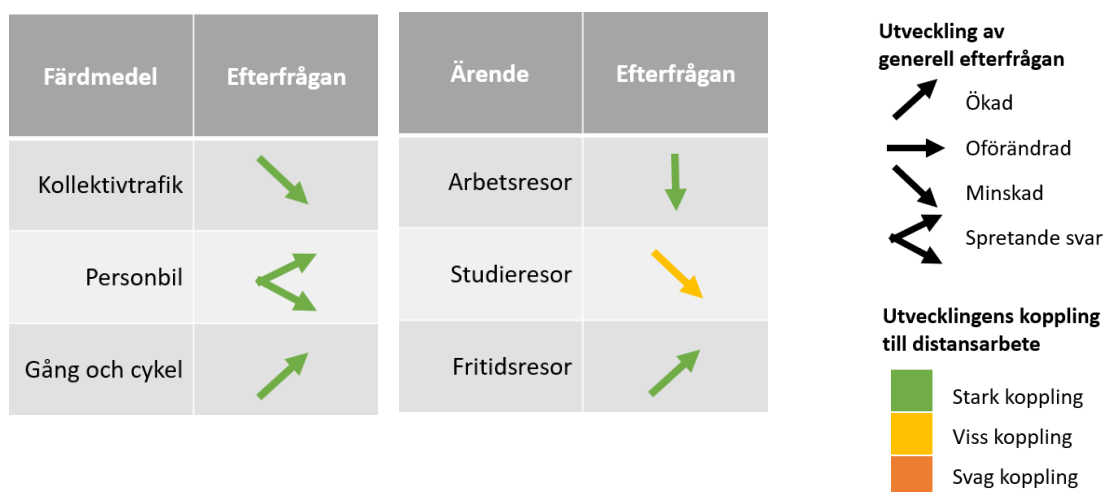 Färdmedel Efterfrågan
Kollektivtrafik
Personbil
Gång och cykel
Ärende Efterfrågan
Arbetsresor
Studieresor
Fritidsresor
Utveckling av
generell efterfrågan
Ökad
Oförändrad
Minskad
Spretande svar
Utvecklingens koppling
till distansarbete
Stark koppling
Viss koppling
Svag koppling